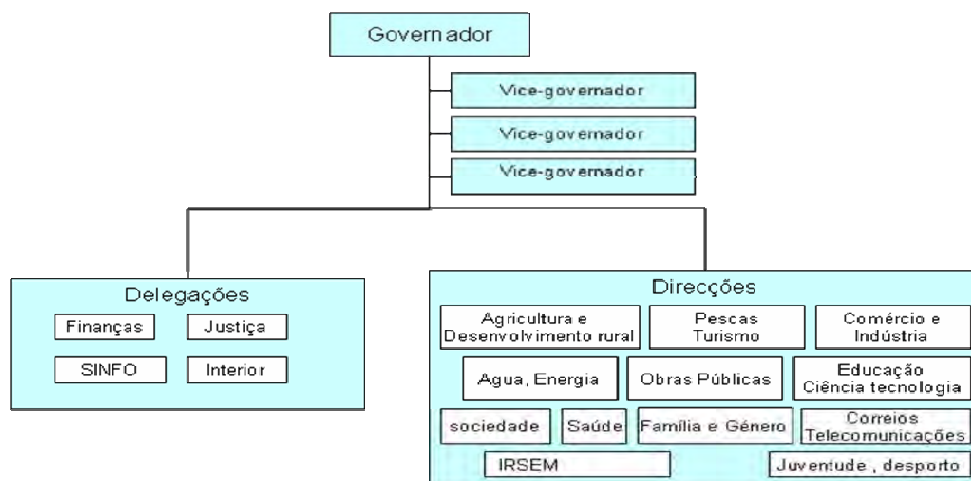 Governador
Vice-governador
Vice-governador
Vice-governador
Delegações
Finanças
Justiça
SINFO
Interior
Direcções
Agricultura e
Desenvolvimento rural
Pescas
Turismo
Comércio e
Indústria
Agua, Energia
Obras Públicas
Educação
Ciência tecnologia
sociedade
Saúde
Família e Género
Correios
Telecomunicações
IRSEM
Juventude , desporto